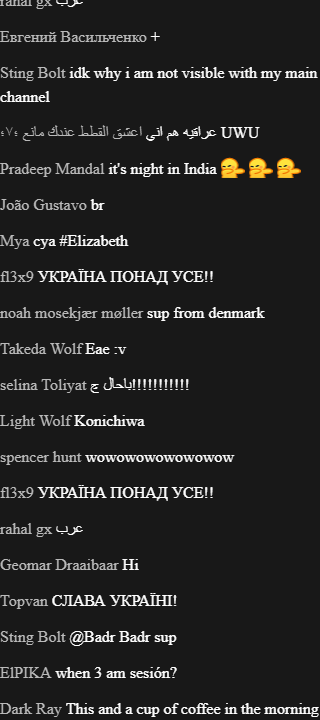 rahal gx عرب
Евгений Васильченко +
Sting Bolt idk why i am not visible with my main
channel
عراقيه هم اني اعشق القطط عندك مانع ؛٧؛ UWU
Pradeep Mandal it's night in India
João Gustavo br
Mya cya #Elizabeth
fl3x9 УКРАЇНА ПОНАД УСЕ!!
noah mosekjær møller sup from denmark
Takeda Wolf Eae :v
selina Toliyat باحال ج!!!!!!!!!!!
Light Wolf Konichiwa
spencer hunt wowowowowowowow
fl3x9 УКРАЇНА ПОНАД УСЕ!!
rahal gx عرب
Geomar Draaibaar Hi
Topvan СЛАВА УКРАЇНІ!
Sting Bolt @Badr Badr sup
ElPIKA when 3 am sesión?
Dark Ray This and a cup of coffee in the morning